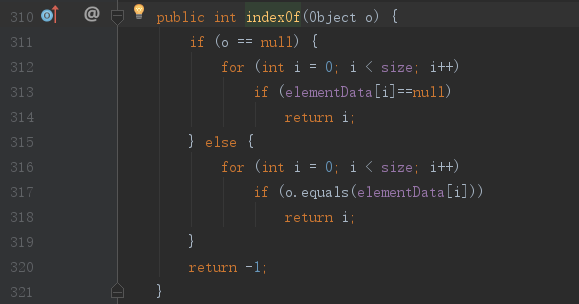 310 @ public int indexOf(Object o) {
311 if (o == null) {
312 for (int i = 0; i < size; i++)
313 if (elementData[i]==null)
314 return i;
315 } else {
316 for (int i = 0; i < size; i++)
317 if (o.equals(elementData[i]))
318 return i;
319 }
320 return -1;
321 }